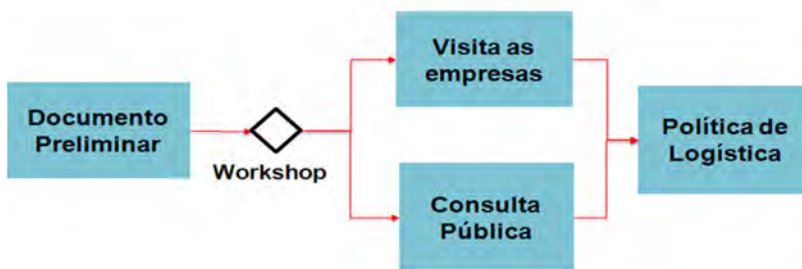 Documento
Preliminar
Workshop
Visita as
empresas
Consulta
Pública
Política de
Logística